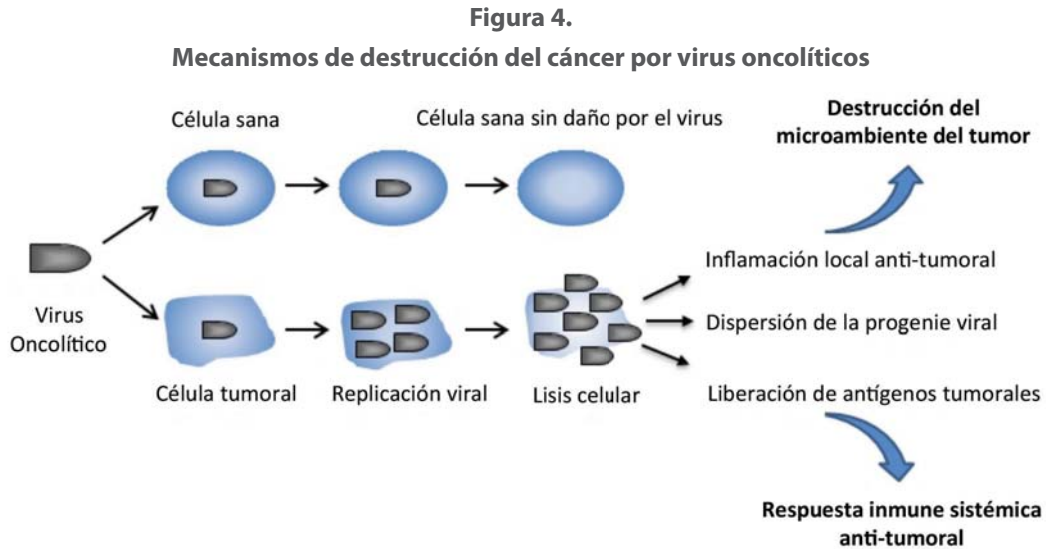 Figura 4.
Mecanismos de destrucción del cáncer por virus oncolíticos
Célula sana
Célula sana sin daño por el virus
Destrucción del
microambiente del tumor
Virus
Oncolítico
Inflamación local anti-tumoral
Dispersión de la progenie viral
Célula tumoral
Replicación viral
Lisis celular
Liberación de antígenos tumorales
Respuesta inmune sistémica
anti-tumoral